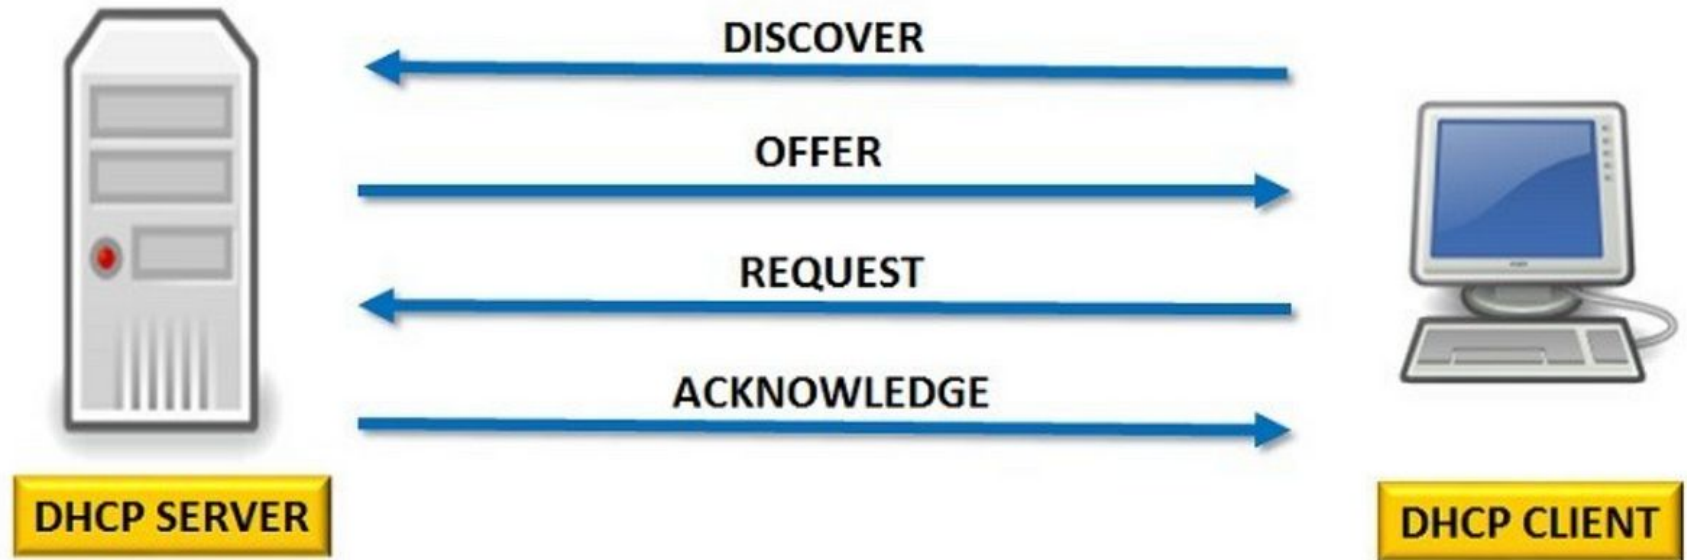 DISCOVER
OFFER
REQUEST
ACKNOWLEDGE
DHCP SERVER
DHCP CLIENT